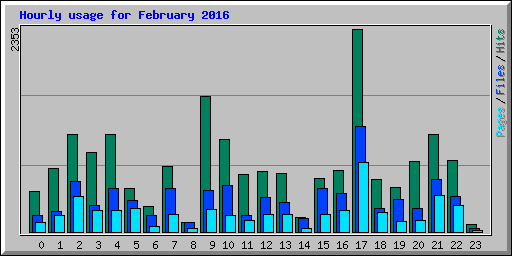 Hourly usage for February 2016
2353
Pages / Files / Hits
0 1 2 3 4 5 6 7 8 9 10 11 12 13 14 15 16 17 18 19 20 21 22 23